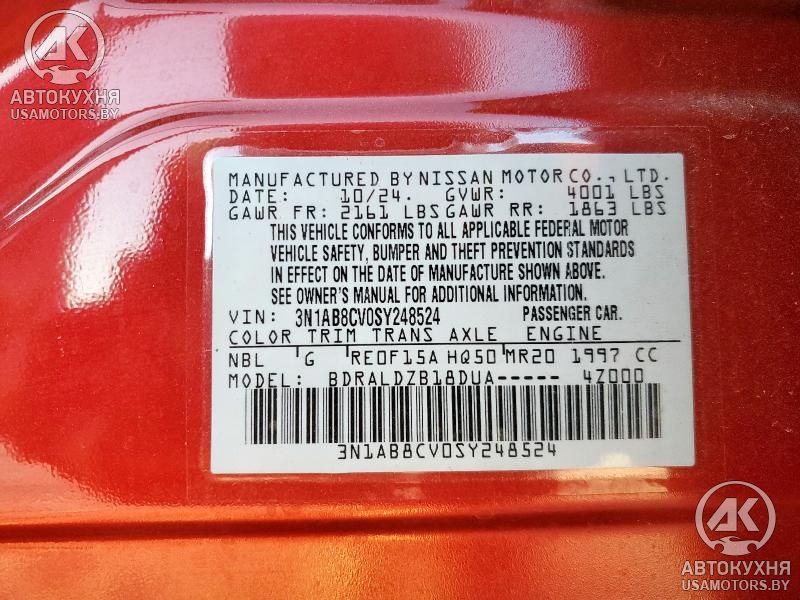 АК
АВТОКУХНЯ
USAMOTORS.BY
MANUFACTURED BY NISSAN MOTOR CO., LTD.
DATE: 10/24. GVWR: 4001 LBS
GAWR FR: 2161 LBS GAWR RR: 1863 LBS
THIS VEHICLE CONFORMS TO ALL APPLICABLE FEDERAL MOTOR
VEHICLE SAFETY, BUMPER AND THEFT PREVENTION STANDARDS
IN EFFECT ON THE DATE OF MANUFACTURE SHOWN ABOVE.
SEE OWNER'S MANUAL FOR ADDITIONAL INFORMATION.
VIN: 3N1AB8CV0SY248524 PASSENGER CAR.
COLOR TRIM TRANS AXLE ENGINE
NBL G RE0F15A HQ50 MR20 1997 CC
MODEL: BDRALDZB18DUA----- 4Z000
3N1AB8CV0SY248524
АК
АВТОКУХНЯ
USAMOTORS.BY